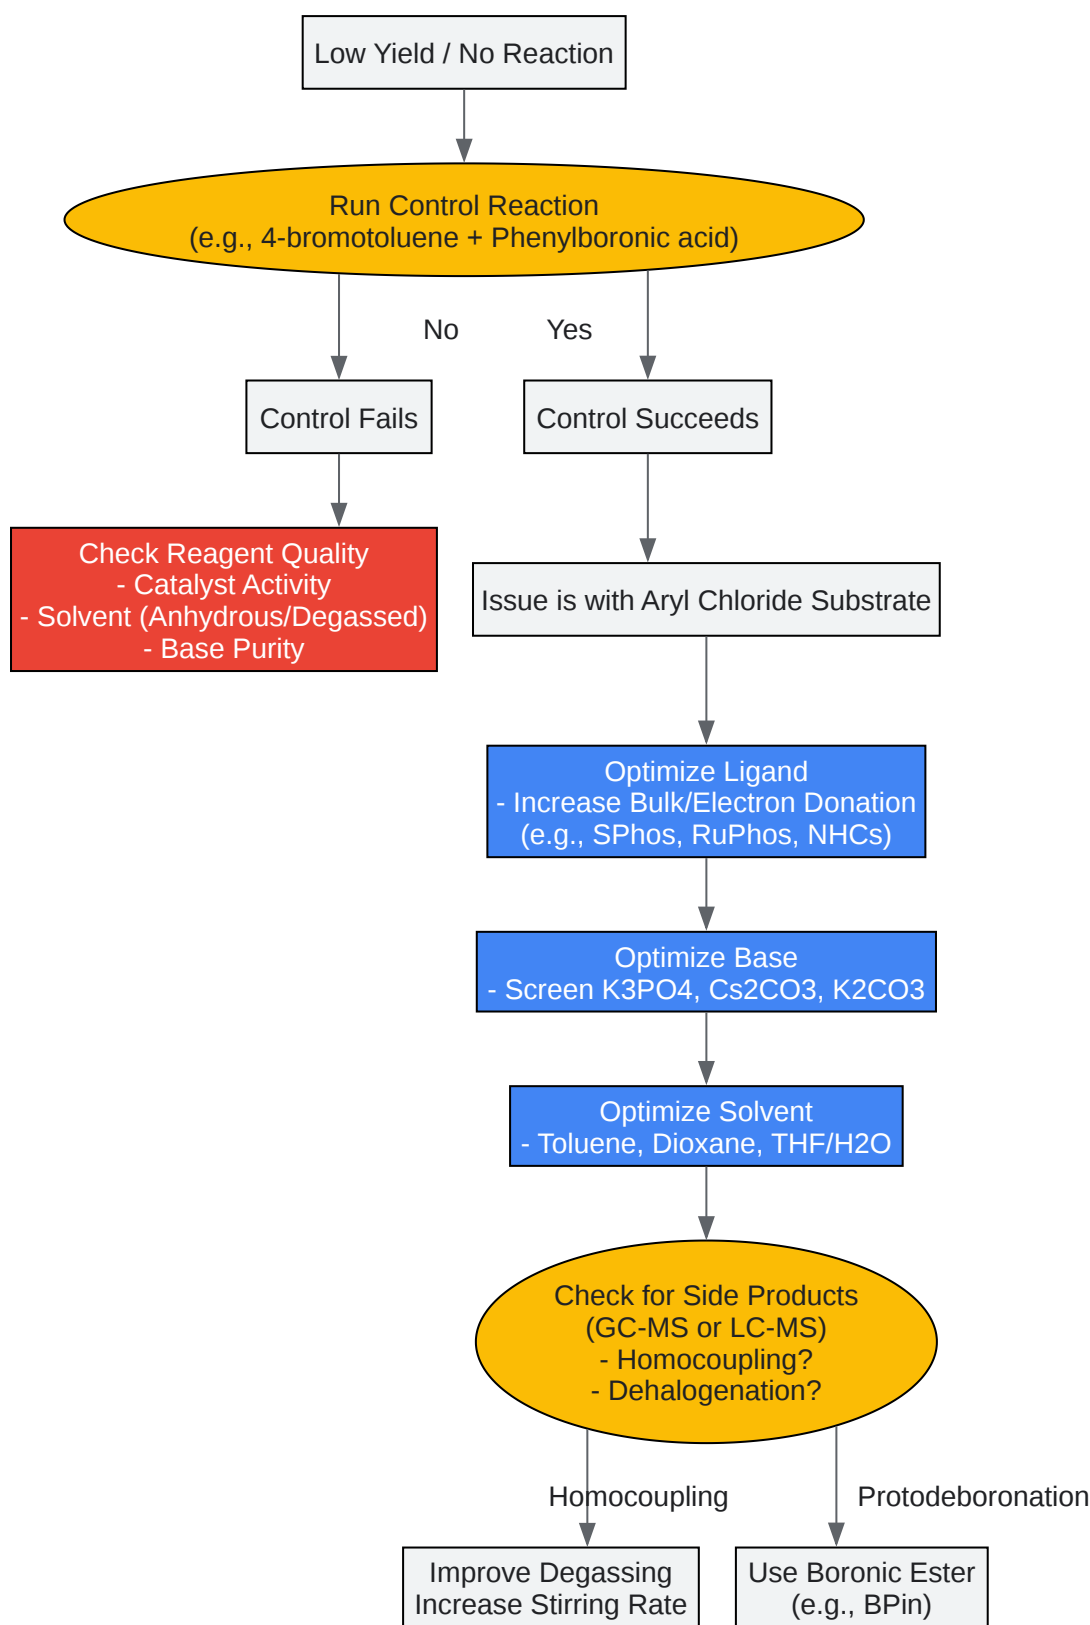 Low Yield / No Reaction
Run Control Reaction
(e.g., 4-bromotoluene + Phenylboronic acid)
No
Yes
Control Fails
Control Succeeds
Check Reagent Quality
- Catalyst Activity
- Solvent (Anhydrous/Degassed)
- Base Purity
Issue is with Aryl Chloride Substrate
Optimize Ligand
- Increase Bulk/Electron Donation
(e.g., SPhos, RuPhos, NHCs)
Optimize Base
- Screen K3PO4, Cs2CO3, K2CO3
Optimize Solvent
- Toluene, Dioxane, THF/H2O
Check for Side Products
(GC-MS or LC-MS)
- Homocoupling?
- Dehalogenation?
Homocoupling
Protodeboronation
Improve Degassing
Increase Stirring Rate
Use Boronic Ester
(e.g., BPin)